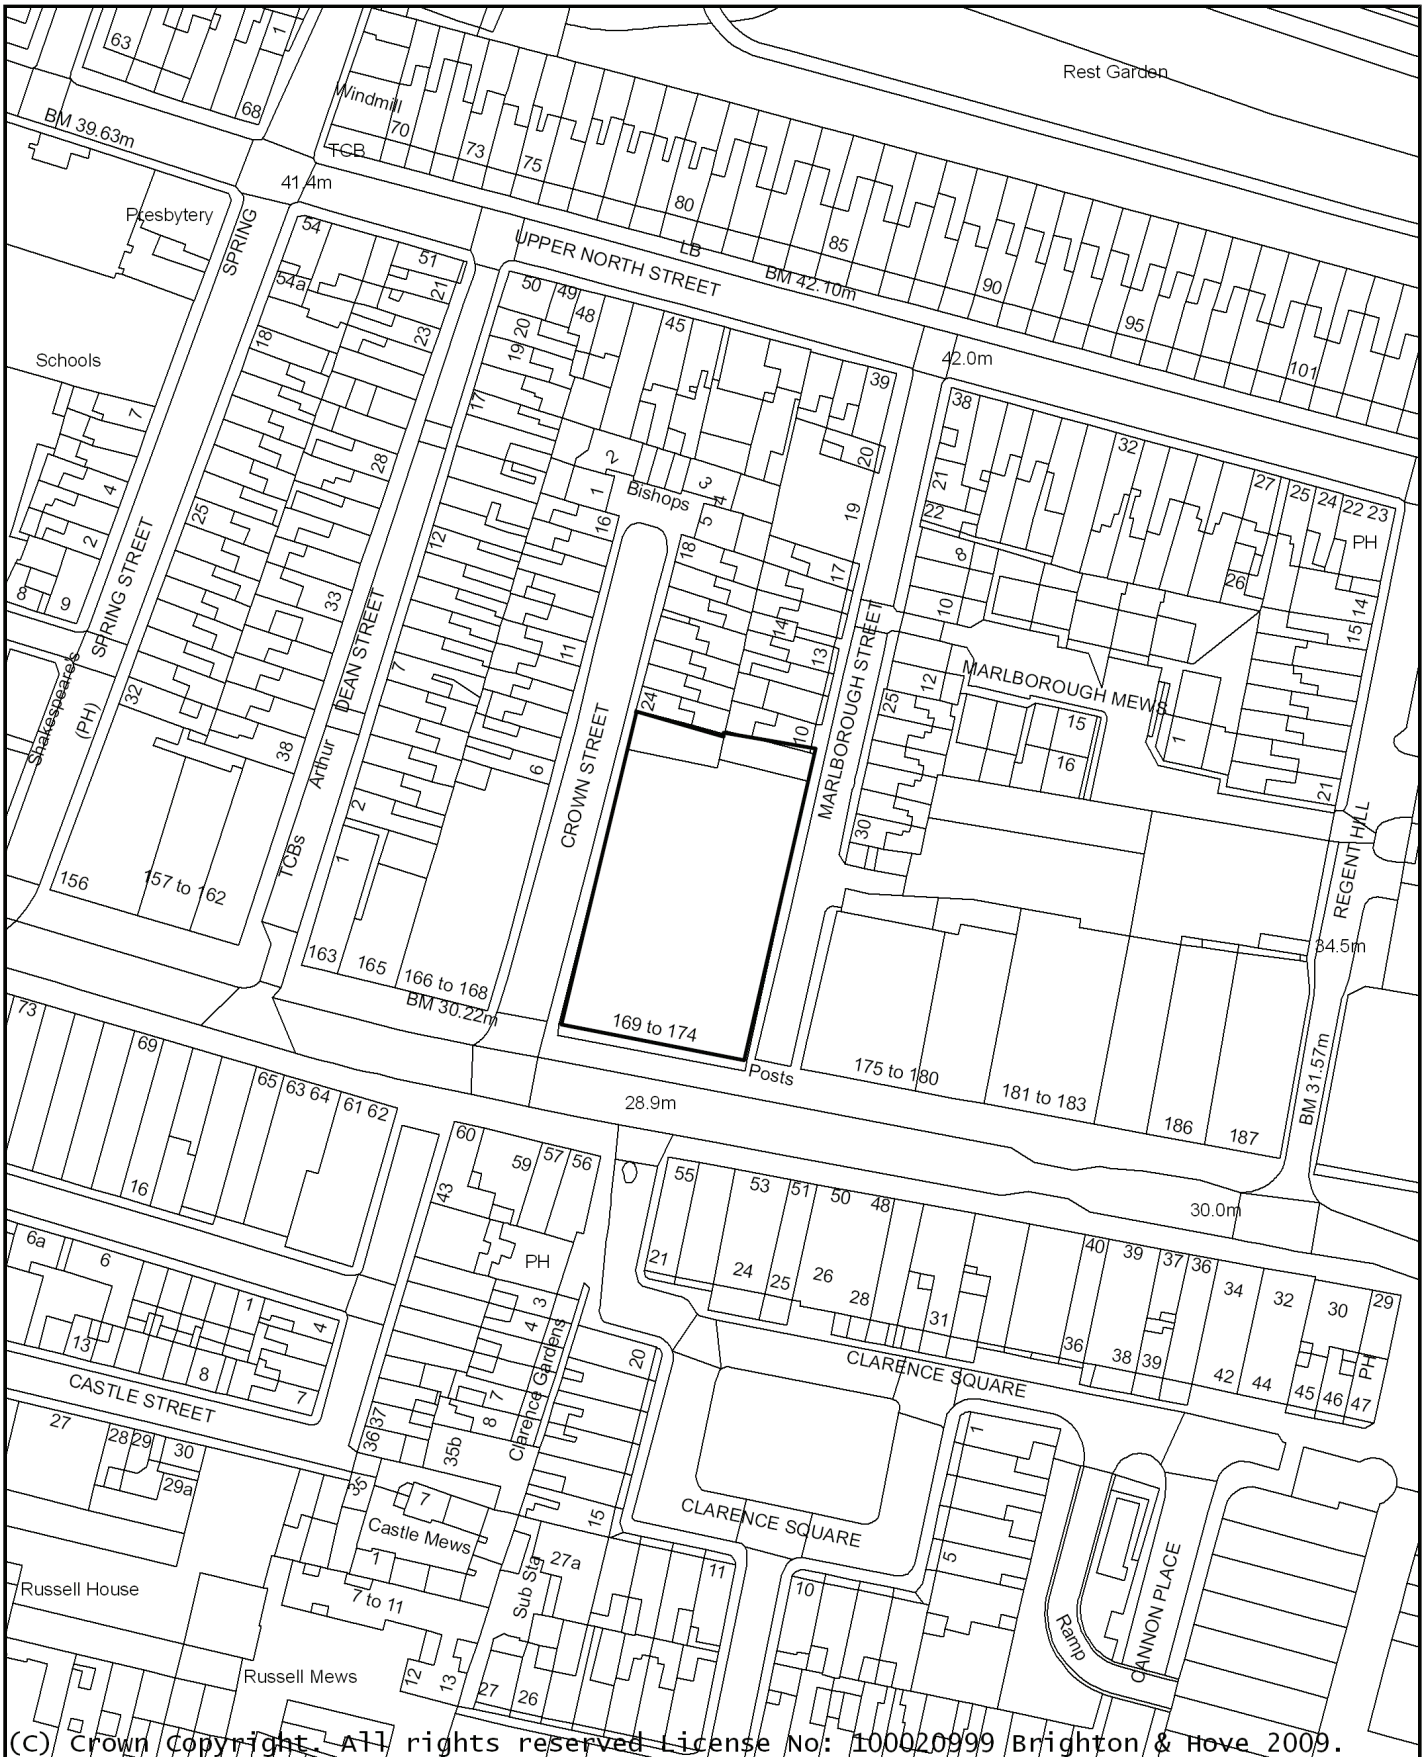 63
1
68
Windmill
70
TCB
73
75
80
LB
85
90
95
101
Rest Garden
BM 39.63m
41.4m
Presbytery
SPRING
54
51
54a
21
23
18
UPPER NORTH STREET
BM 42.10m
50
49
48
45
20
19
17
39
42.0m
38
32
27
25
24
22 23
PH
Schools
7
4
2
8
9
25
28
33
32
38
SPRING STREET
DEAN STREET
Shakespeare's
(PH)
12
7
2
1
Bishops
3
4
5
16
18
11
6
24
20
19
17
14
13
10
21
22
8
10
12
25
30
26
14
15
MARLBOROUGH MEWS
15
16
1
21
CROWN STREET
MARLBOROUGH STREET
REGENT HILL
Arthur
TCBs
2
1
156
157 to 162
163
165
166 to 168
BM 30.22m
169 to 174
Posts
175 to 180
181 to 183
186
187
34.5m
BM 31.57m
28.9m
30.0m
73
69
65
63 64
61 62
16
60
59
57
56
43
PH
55
53
51
50
48
21
24
25
26
28
31
40
39
37
36
34
32
30
29
36
38
39
42
44
45
46
47
PH
6a
6
1
4
13
8
7
CASTLE STREET
3
4
Clarence Gardens
7
8
20
35b
37
36
35
15
CLARENCE SQUARE
CLARENCE SQUARE
27
28
29
30
29a
7
Castle Mews
1
7 to 11
Russell House
Russell Mews
12
13
Sub Sta
27a
27
26
11
10
1
5
Ramp
CANNON PLACE
(c) Crown Copyright. All rights reserved License No: 100020999 Brighton & Hove 2009.